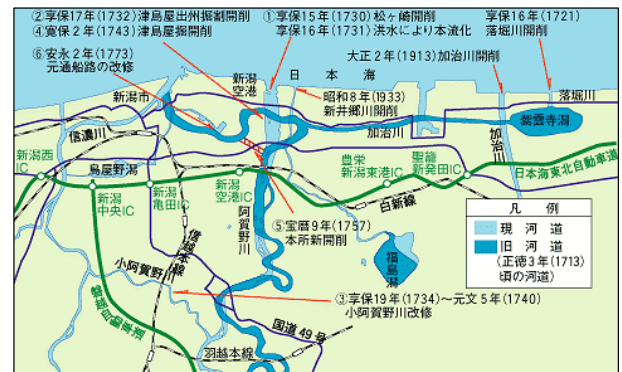 ②享保17年(1732)津島屋出州掘割開削
④寛保2年(1743)津島屋掘開削
⑥安永2年(1773)
元通船路の改修
①享保15年(1730)松ヶ崎開削
享保16年(1731)洪水により本流化
享保16年(1721)
落堀川開削
大正2年(1913)加治川開削
日本海
新潟
空港
昭和8年(1933)
新井郷川開削
新潟市
信濃川
加治川
落堀川
紫雲寺潟
加治川
新潟西
IC
鳥屋野潟
新潟
中央IC
新潟
亀田IC
新潟
空港IC
豊栄
新潟東港IC
聖籠
新発田IC
日本海東北自動車道
白新線
阿賀野川
⑤宝暦9年(1757)
本所新開削
福島潟
信越本線
小阿賀野川
③享保19年(1734)～元文5年(1740)
小阿賀野川改修
国道49号
羽越本線
凡例
現河道
旧河道
(正徳3年(1713)
頃の河道)